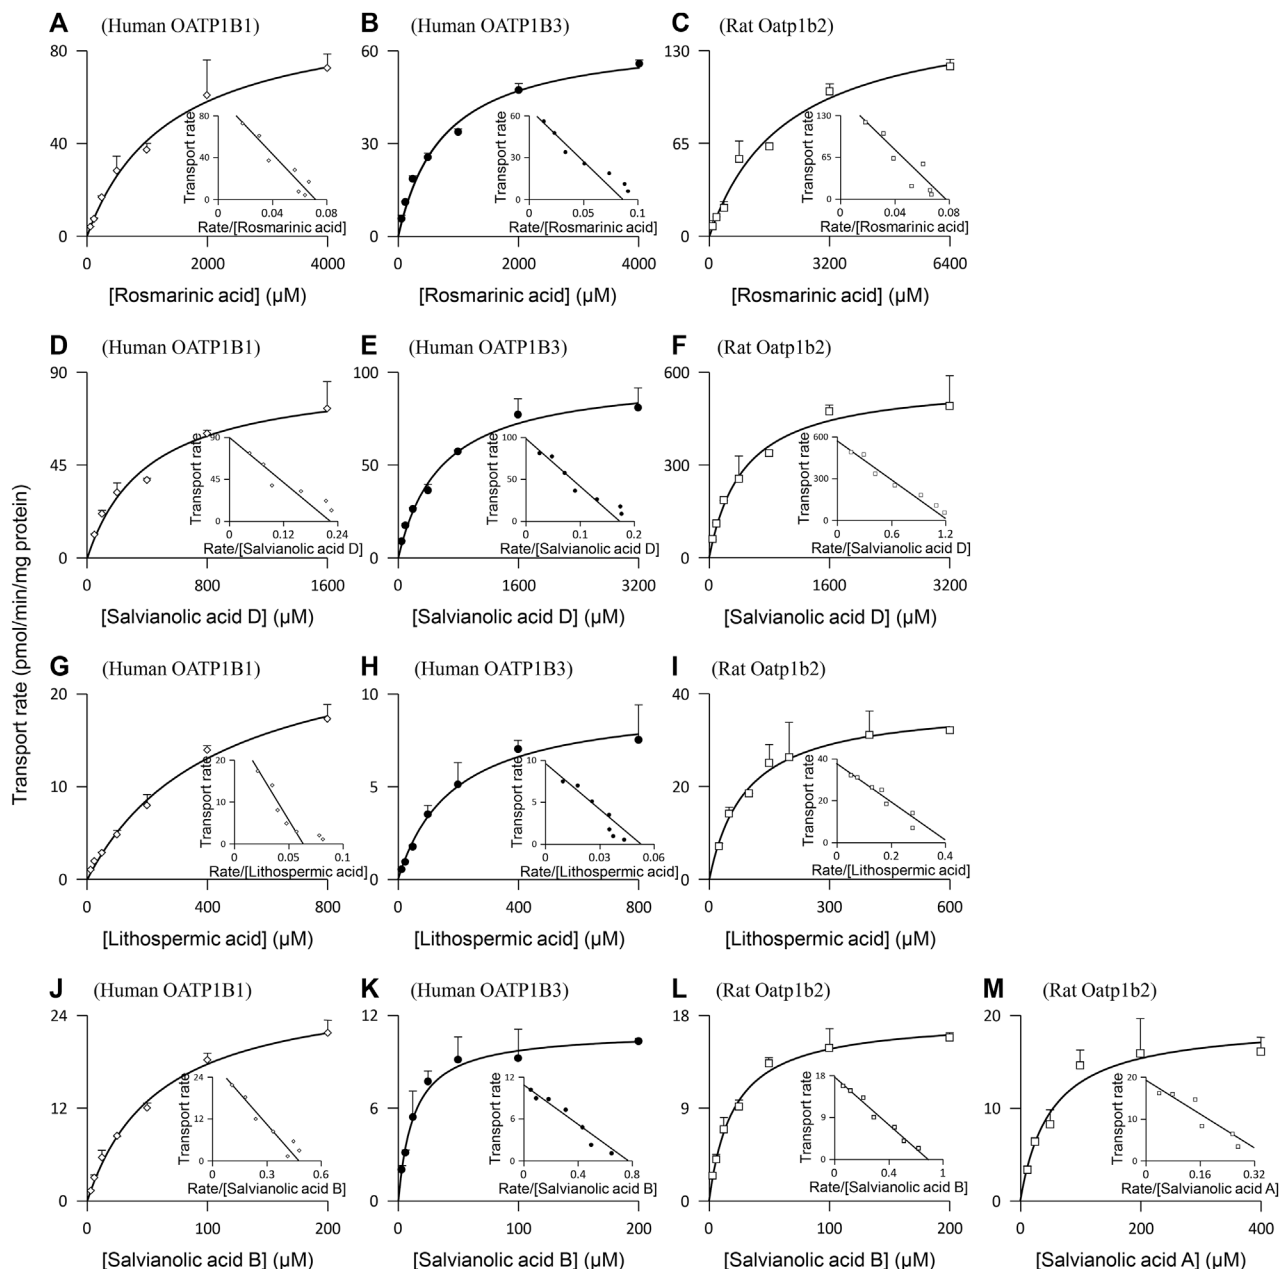 A (Human OATP1B1)
80
40
0
0 2000 4000
[Rosmarinic acid] (µM)
Transport rate
80
40
0
0 0.04 0.08
Rate/[Rosmarinic acid]
B (Human OATP1B3)
60
30
0
0 2000 4000
[Rosmarinic acid] (µM)
Transport rate
60
30
0
0 0.05 0.1
Rate/[Rosmarinic acid]
C (Rat Oatp1b2)
130
65
0
0 3200 6400
[Rosmarinic acid] (µM)
Transport rate
130
65
0
0 0.04 0.08
Rate/[Rosmarinic acid]
Transport rate (pmol/min/mg protein)
D (Human OATP1B1)
90
45
0
0 800 1600
[Salvianolic acid D] (µM)
Transport rate
90
45
0
0 0.12 0.24
Rate/[Salvianolic acid D]
E (Human OATP1B3)
100
50
0
0 1600 3200
[Salvianolic acid D] (µM)
Transport rate
100
50
0
0 0.1 0.2
Rate/[Salvianolic acid D]
F (Rat Oatp1b2)
600
300
0
0 1600 3200
[Salvianolic acid D] (µM)
Transport rate
600
300
0
0 0.6 1.2
Rate/[Salvianolic acid D]
G (Human OATP1B1)
20
10
0
0 400 800
[Lithospermic acid] (µM)
Transport rate
20
10
0
0 0.05 0.1
Rate/[Lithospermic acid]
H (Human OATP1B3)
10
5
0
0 400 800
[Lithospermic acid] (µM)
Transport rate
10
5
0
0 0.03 0.06
Rate/[Lithospermic acid]
I (Rat Oatp1b2)
40
20
0
0 300 600
[Lithospermic acid] (µM)
Transport rate
40
20
0
0 0.2 0.4
Rate/[Lithospermic acid]
J (Human OATP1B1)
24
12
0
0 100 200
[Salvianolic acid B] (µM)
Transport rate
24
12
0
0 0.3 0.6
Rate/[Salvianolic acid B]
K (Human OATP1B3)
12
6
0
0 100 200
[Salvianolic acid B] (µM)
Transport rate
12
6
0
0 0.4 0.8
Rate/[Salvianolic acid B]
L (Rat Oatp1b2)
18
9
0
0 100 200
[Salvianolic acid B] (µM)
Transport rate
18
9
0
0 0.4 1
Rate/[Salvianolic acid B]
M (Rat Oatp1b2)
20
10
0
0 200 400
[Salvianolic acid A] (µM)
Transport rate
20
10
0
0 0.16 0.32
Rate/[Salvianolic acid A]